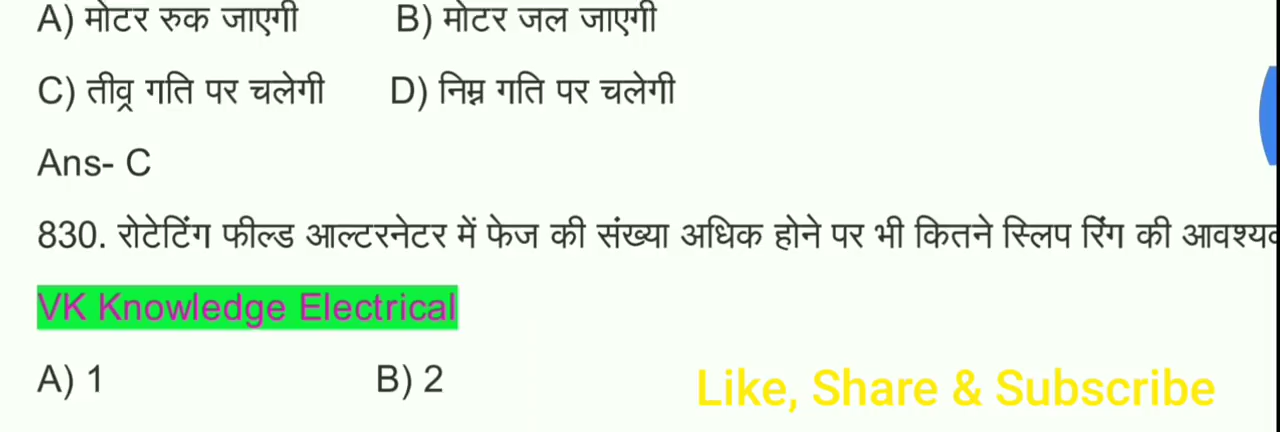 A) मोटर रुक जाएगी B) मोटर जल जाएगी
C) तीव्र गति पर चलेगी D) निम्न गति पर चलेगी
Ans- C
830. रोटेटिंग फील्ड आल्टरनेटर में फेज की संख्या अधिक होने पर भी कितने स्लिप रिंग की
VK Knowledge Electrical
A) 1 B) 2
Like, Share & Subscribe